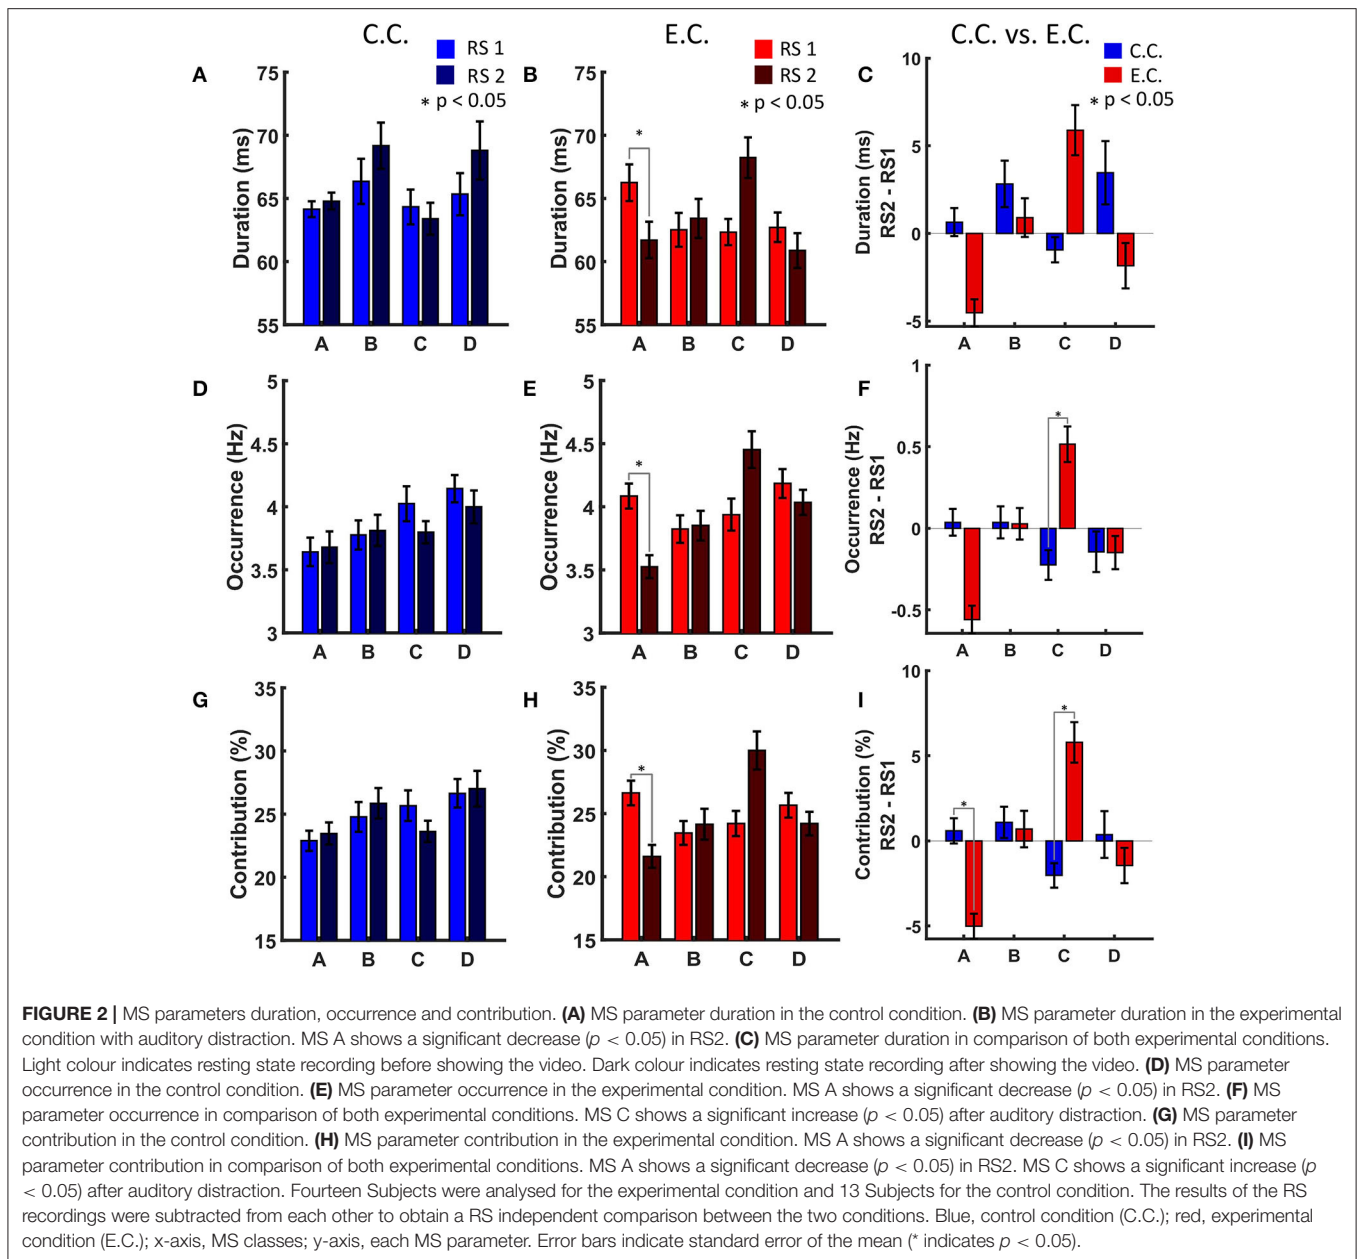 C.C.
E.C.
C.C. vs. E.C.
A
RS 1
RS 2
* p < 0.05
75
70
65
60
55
Duration (ms)
A B C D
B
RS 1
RS 2
* p < 0.05
75
70
65
60
55
Duration (ms)
*
A B C D
C
C.C.
E.C.
* p < 0.05
10
5
0
-5
Duration (ms)
RS2 - RS1
A B C D
D
5
4.5
4
3.5
3
Occurrence (Hz)
A B C D
E
5
4.5
4
3.5
3
Occurrence (Hz)
*
A B C D
F
1
0.5
0
-0.5
Occurrence (Hz)
RS2 - RS1
*
A B C D
G
35
30
25
20
15
Contribution (%)
A B C D
H
35
30
25
20
15
Contribution (%)
*
A B C D
I
10
5
0
-5
Contribution (%)
RS2 - RS1
*
*
A B C D
FIGURE 2 | MS parameters duration, occurrence and contribution. (A) MS parameter duration in the control condition. (B) MS parameter duration in the experimental
condition with auditory distraction. MS A shows a significant decrease (p < 0.05) in RS2. (C) MS parameter duration in comparison of both experimental conditions.
Light colour indicates resting state recording before showing the video. Dark colour indicates resting state recording after showing the video. (D) MS parameter
occurrence in the control condition. (E) MS parameter occurrence in the experimental condition. MS A shows a significant decrease (p < 0.05) in RS2. (F) MS
parameter occurrence in comparison of both experimental conditions. MS C shows a significant increase (p < 0.05) after auditory distraction. (G) MS parameter
contribution in the control condition. (H) MS parameter contribution in the experimental condition. MS A shows a significant decrease (p < 0.05) in RS2. (I) MS
parameter contribution in comparison of both experimental conditions. MS A shows a significant decrease (p < 0.05) in RS2. MS C shows a significant increase (p
< 0.05) after auditory distraction. Fourteen Subjects were analysed for the experimental condition and 13 Subjects for the control condition. The results of the RS
recordings were subtracted from each other to obtain a RS independent comparison between the two conditions. Blue, control condition (C.C.); red, experimental
condition (E.C.); x-axis, MS classes; y-axis, each MS parameter. Error bars indicate standard error of the mean (* indicates p < 0.05).